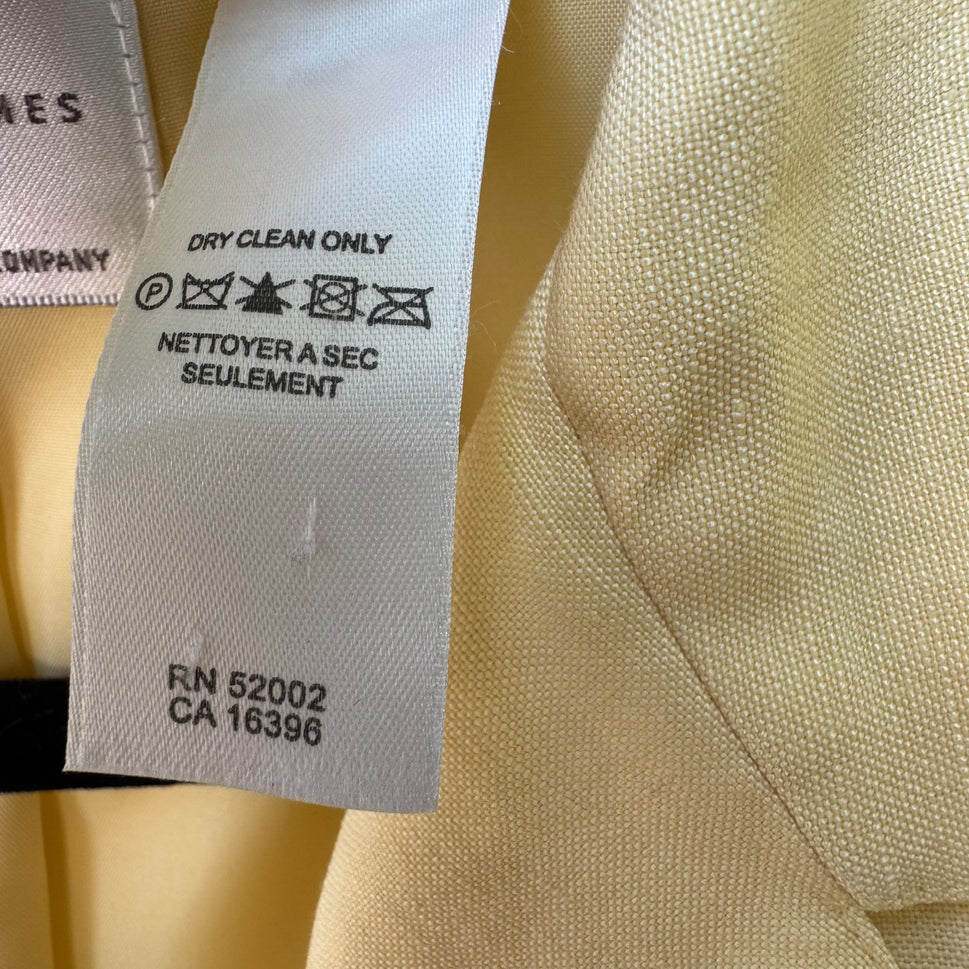 MES
COMPANY
DRY CLEAN ONLY
P
NETTOYER A SEC
SEULEMENT
RN 52002
CA 16396